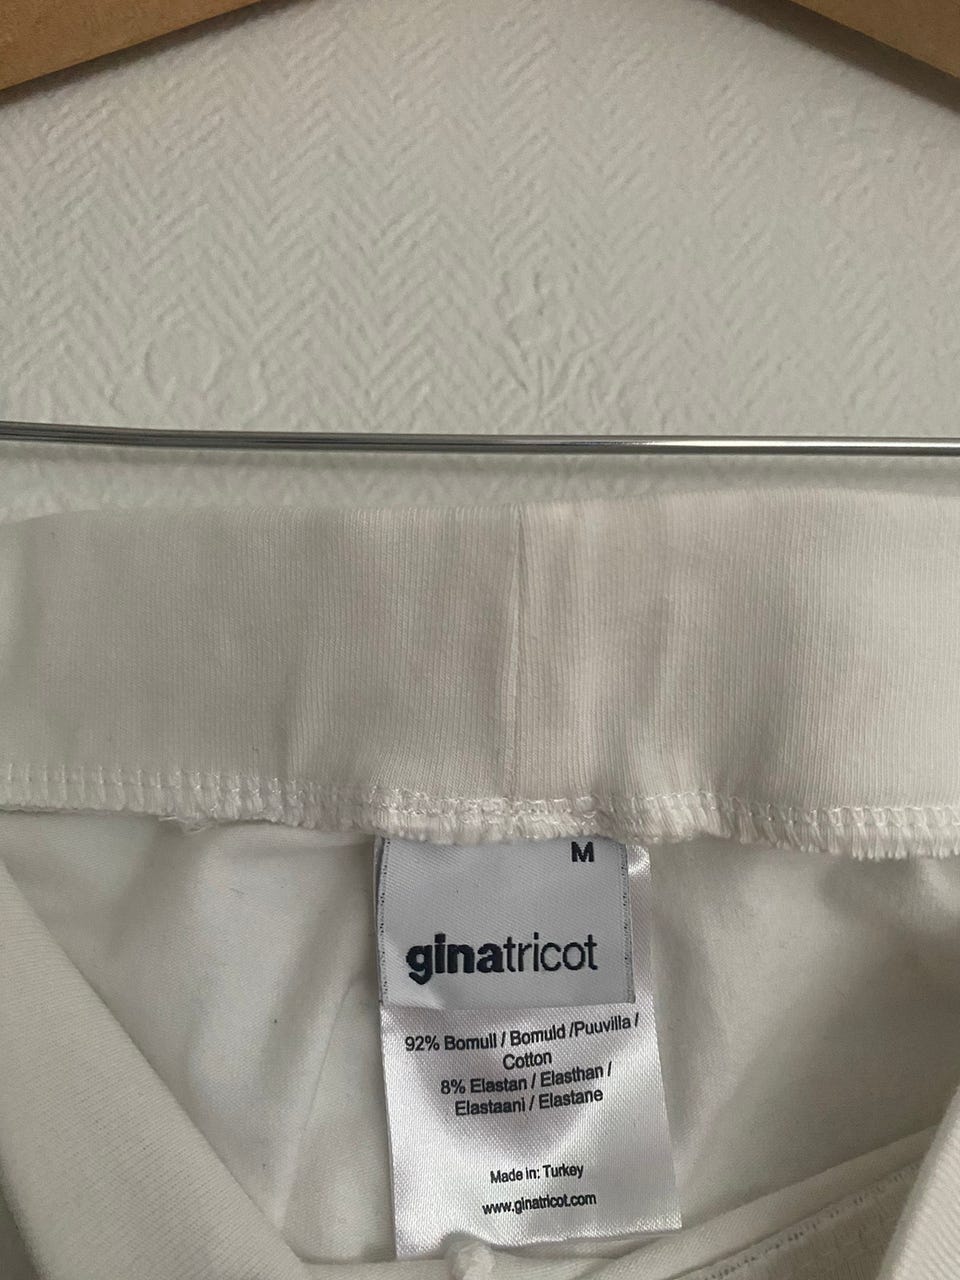 M
ginatricot
92% Bomull / Bomuld /Puuvilla /
Cotton
8% Elastan / Elasthan /
Elastaani / Elastane
Made in: Turkey
www.ginatricot.com